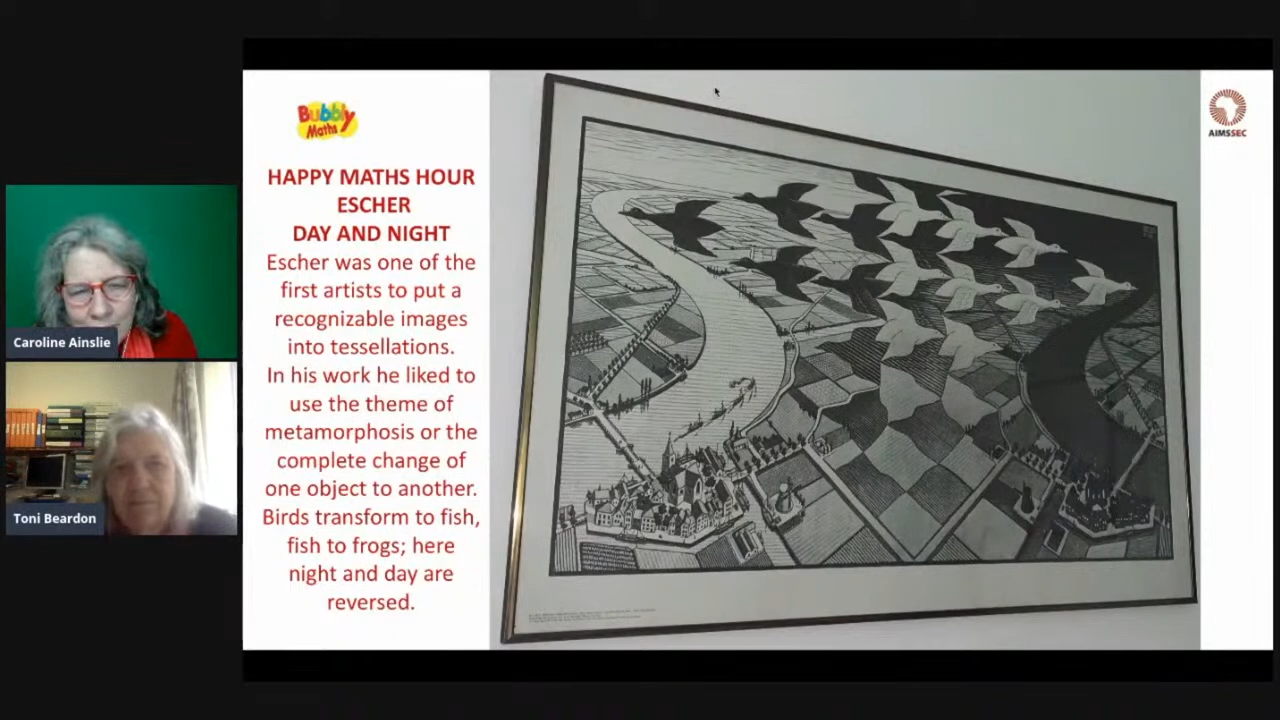 Bubbly
Maths
HAPPY MATHS HOUR
ESCHER
DAY AND NIGHT
Escher was one of the
first artists to put a
recognizable images
into tessellations.
In his work he liked to
use the theme of
metamorphosis or the
complete change of
one object to another.
Birds transform to fish,
fish to frogs; here
night and day are
reversed.
AIMSSEC
Caroline Ainslie
Toni Beardon